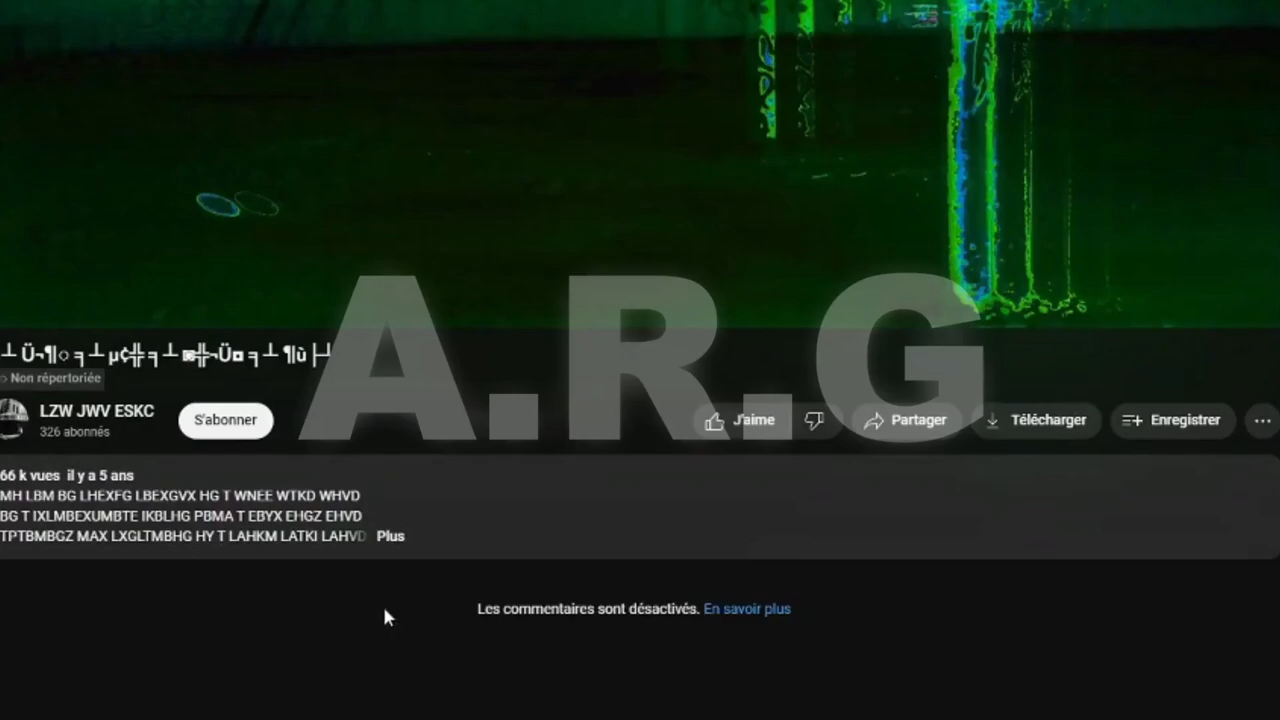 A.R.G
┴ Ü¬¶○╕┴ µ¢╬╕┴ ◙╬¬Ü◘╕┴ ¶ù├┴
Non répertoriée
LZW JWV ESKC
326 abonnés
S'abonner
J'aime
Partager
Télécharger
Enregistrer
66 k vues il y a 5 ans
MH LBM BG LHEXFG LBEXGVX HG T WNEE WTKD WHVD
BG T IXLMBEXUMBTE IKBLHG PBMA T EBYX EHGZ EHVD
TPTBMBGZ MAX LXGLTMBHG HY T LAHKM LATKI LAHVD Plus
Les commentaires sont désactivés. En savoir plus